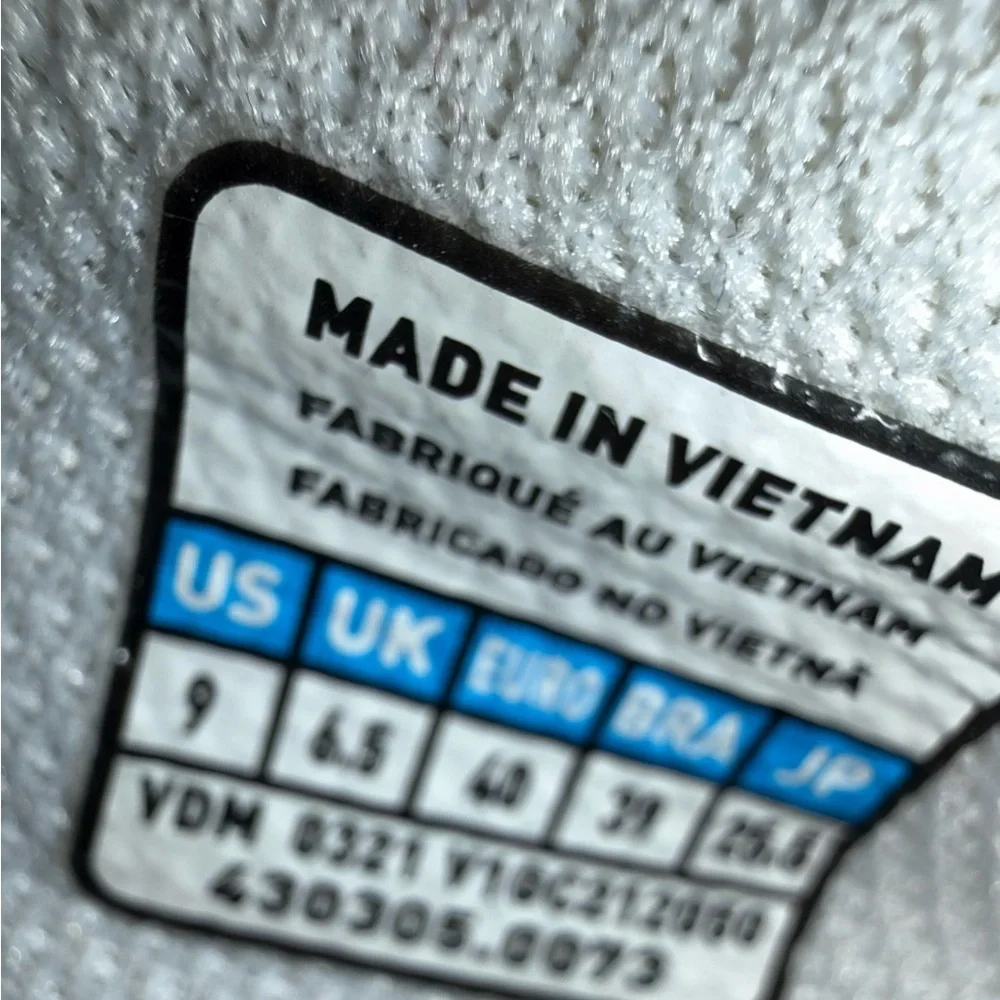 MADE IN VIETNAM
FABRIQUÉ AU VIETNAM
FABRICADO NO VIETNÃ
US UK EURO BRA JP
9 6.5 40 39 25.5
VDM 0321 V10C212060
430305.0073